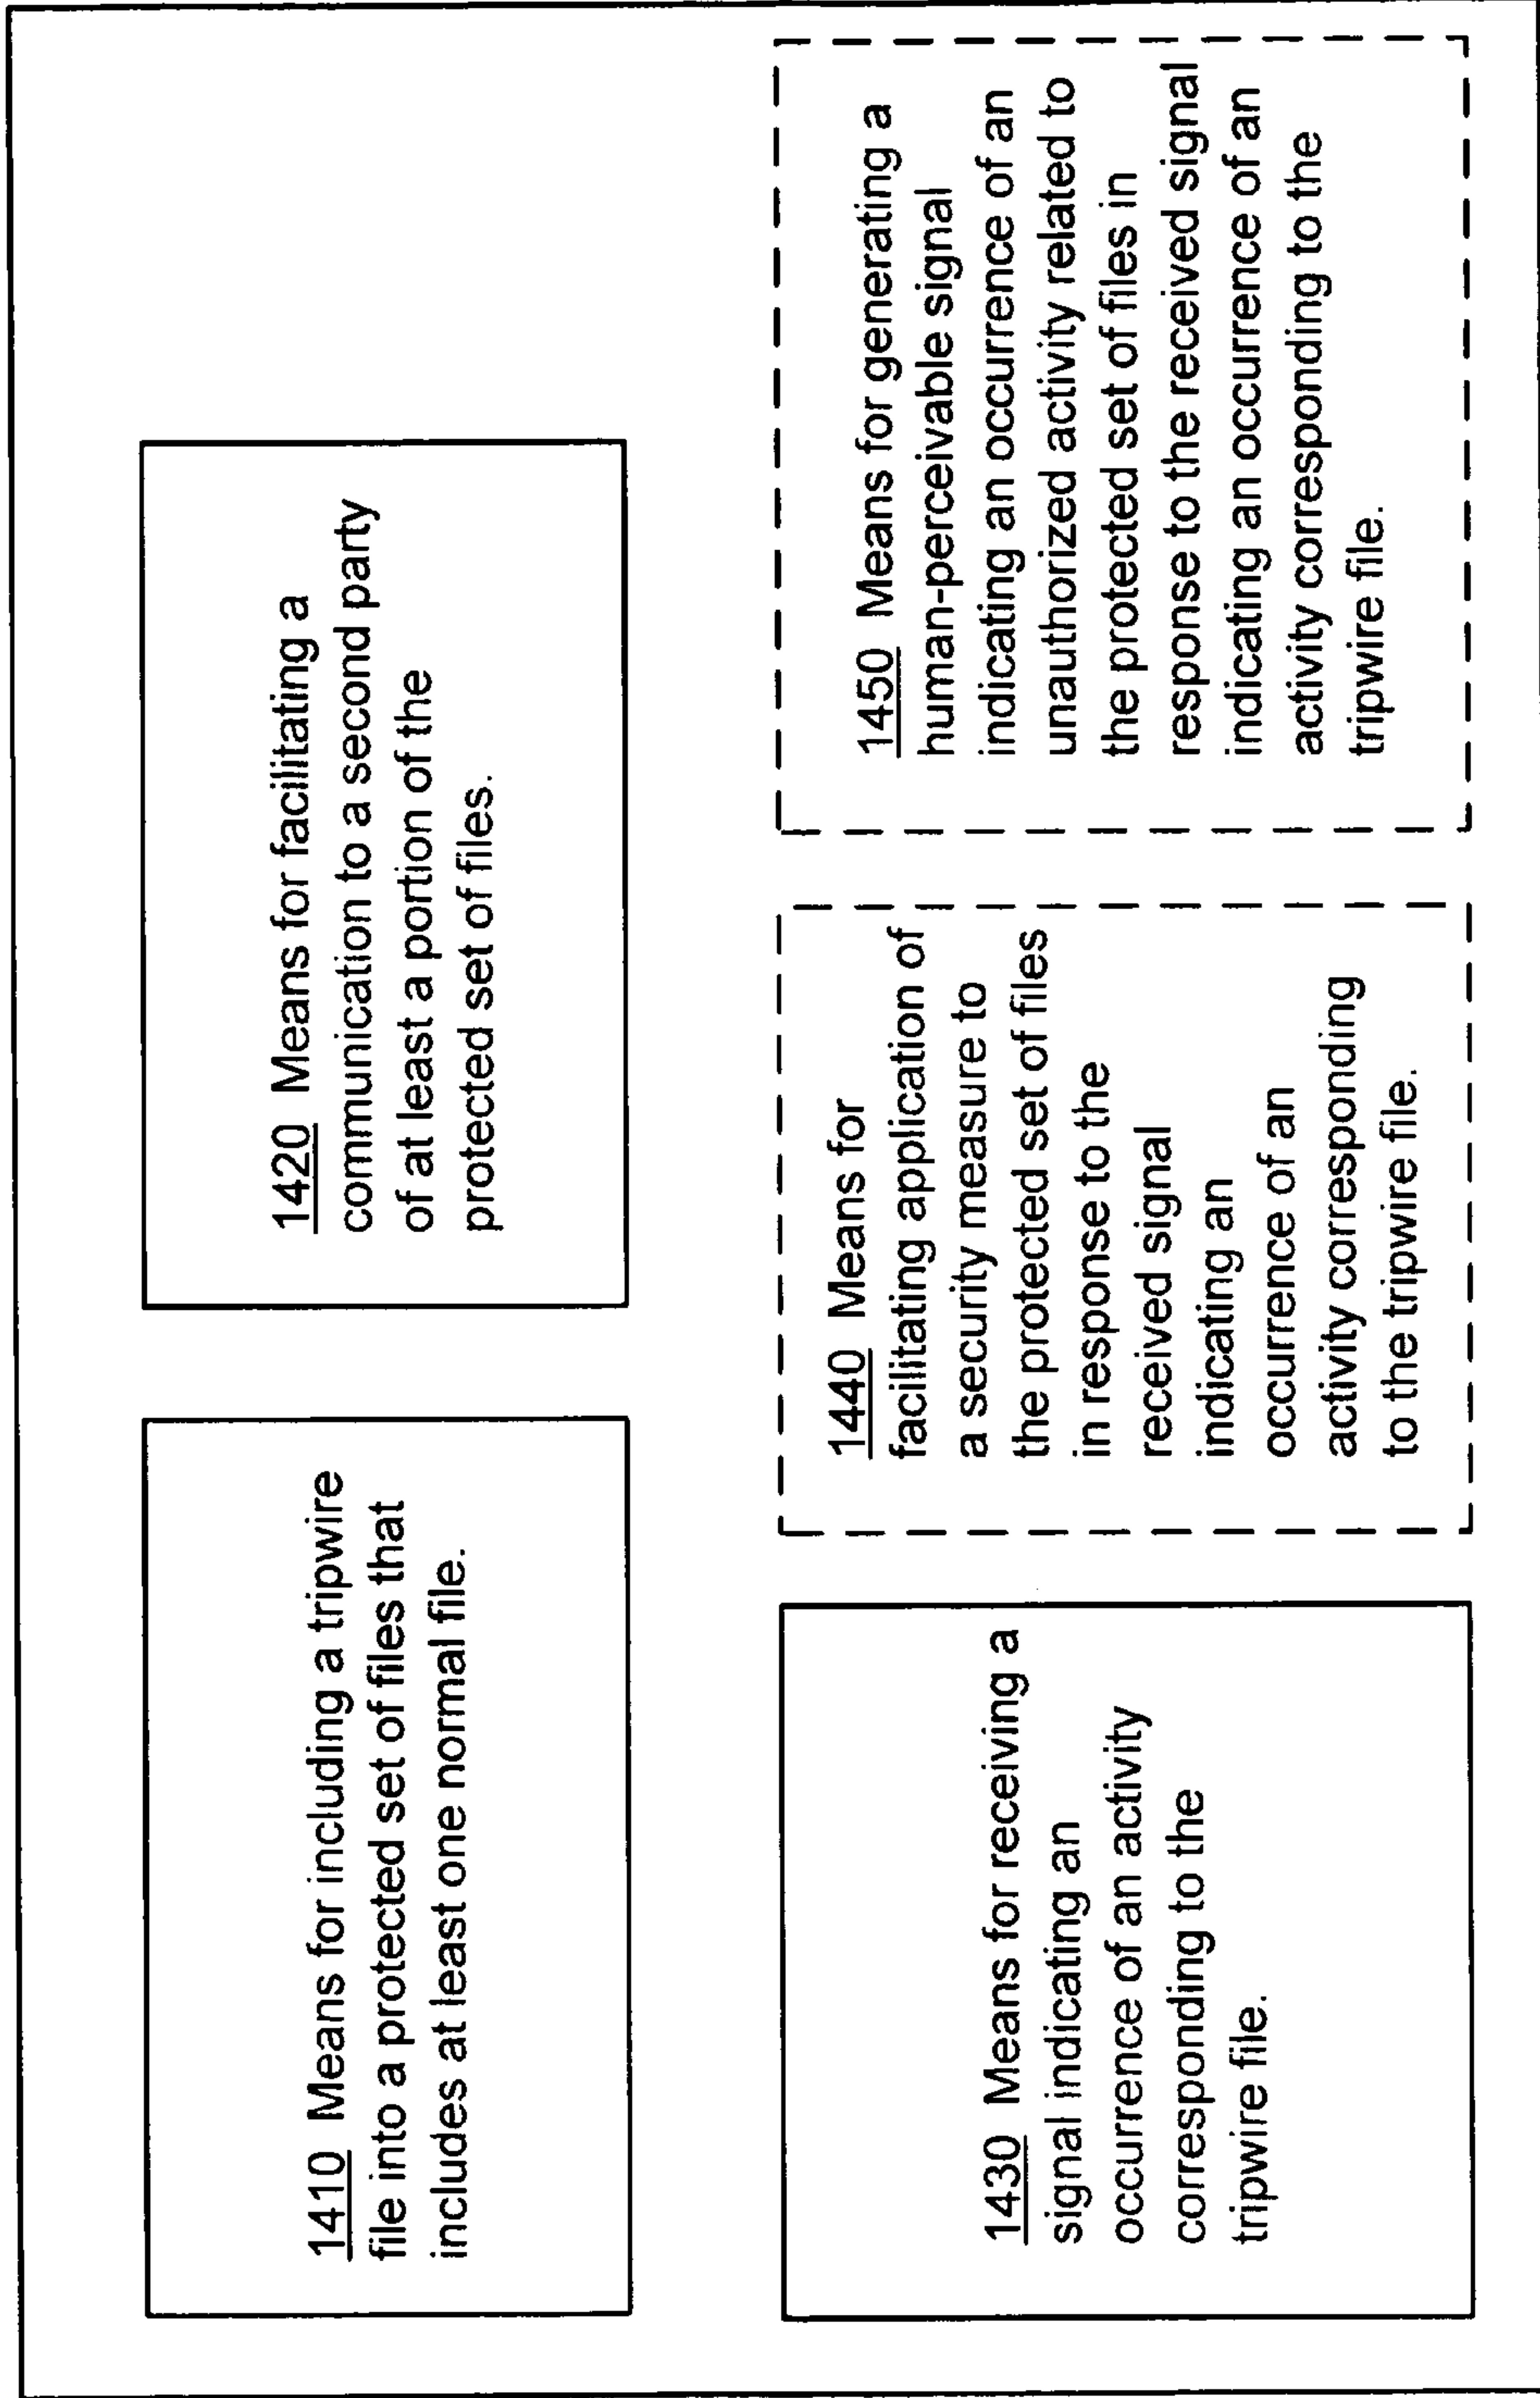 1410 Means for including a tripwire
file into a protected set of files that
includes at least one normal file.
1420 Means for facilitating a
communication to a second party
of at least a portion of the
protected set of files.
1430 Means for receiving a
signal indicating an
occurrence of an activity
corresponding to the
tripwire file.
1440 Means for
facilitating application of
a security measure to
the protected set of files
in response to the
received signal
indicating an
occurrence of an
activity corresponding
to the tripwire file.
1450 Means for generating a
human-perceivable signal
indicating an occurrence of an
unauthorized activity related to
the protected set of files in
response to the received signal
indicating an occurrence of an
activity corresponding to the
tripwire file.